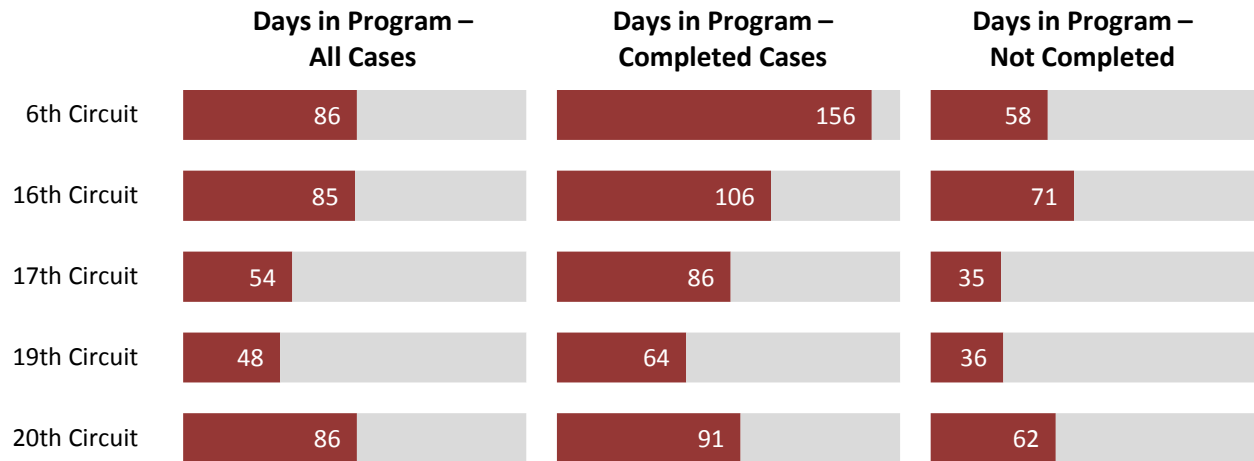 Days in Program – Days in Program – Days in Program –
All Cases Completed Cases Not Completed
6th Circuit 86 156 58
16th Circuit 85 106 71
17th Circuit 54 86 35
19th Circuit 48 64 36
20th Circuit 86 91 62